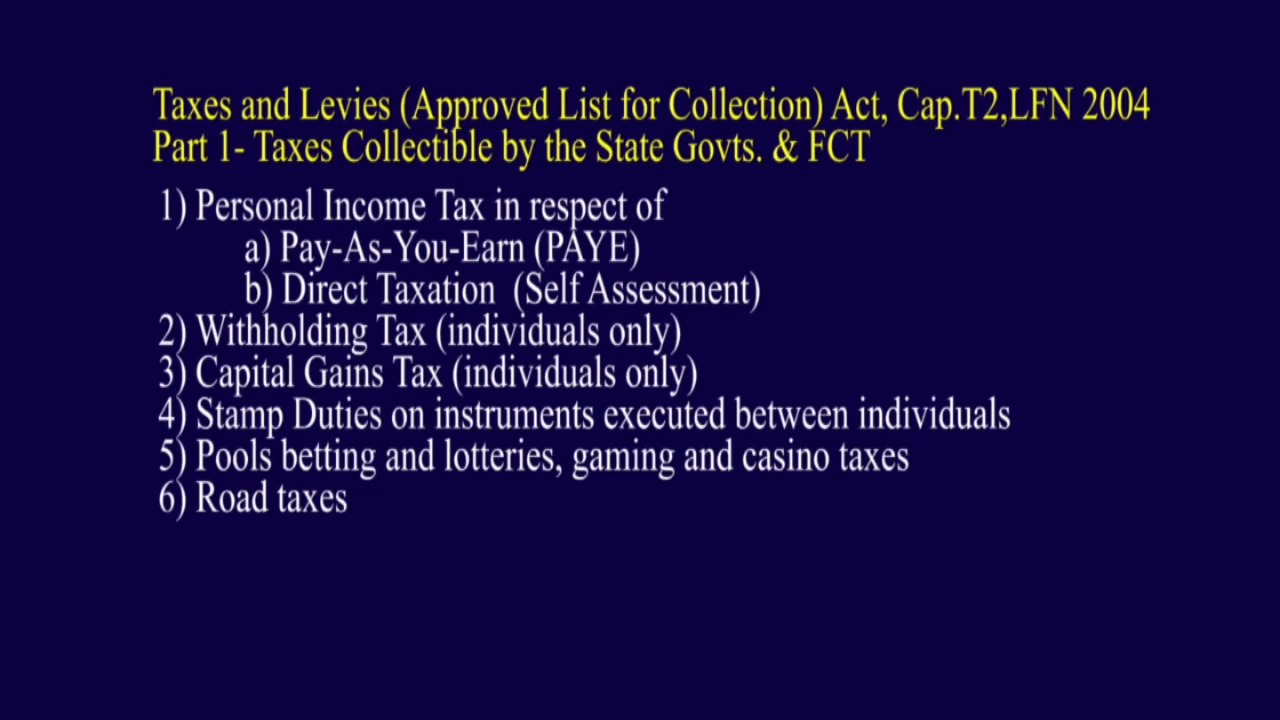 Taxes and Levies (Approved List for Collection) Act, Cap.T2,LFN 2004
Part 1- Taxes Collectible by the State Govts. & FCT
1) Personal Income Tax in respect of
a) Pay-As-You-Earn (PAYE)
b) Direct Taxation (Self Assessment)
2) Withholding Tax (individuals only)
3) Capital Gains Tax (individuals only)
4) Stamp Duties on instruments executed between individuals
5) Pools betting and lotteries, gaming and casino taxes
6) Road taxes